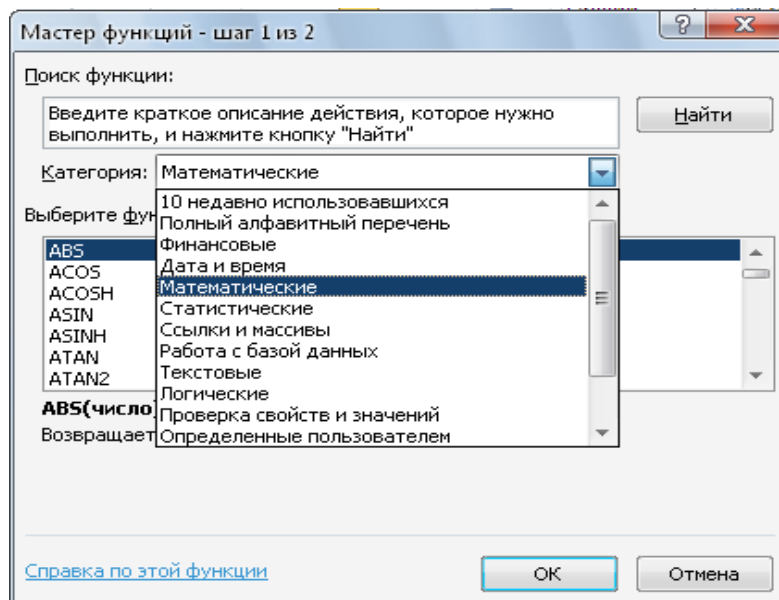 Мастер функций - шаг 1 из 2
?
Поиск функции:
Введите краткое описание действия, которое нужно
выполнить, и нажмите кнопку "Найти"
Найти
Категория: Математические
10 недавно использовавшихся
Полный алфавитный перечень
Финансовые
Дата и время
Математические
Статистические
Ссылки и массивы
Работа с базой данных
Текстовые
Логические
Проверка свойств и значений
Определенные пользователем
Выберите
ABS
ACOS
ACOSH
ASIN
ASINH
ATAN
ATAN2
ABS(число)
Возвращает
Справка по этой функции
ОК
Отмена